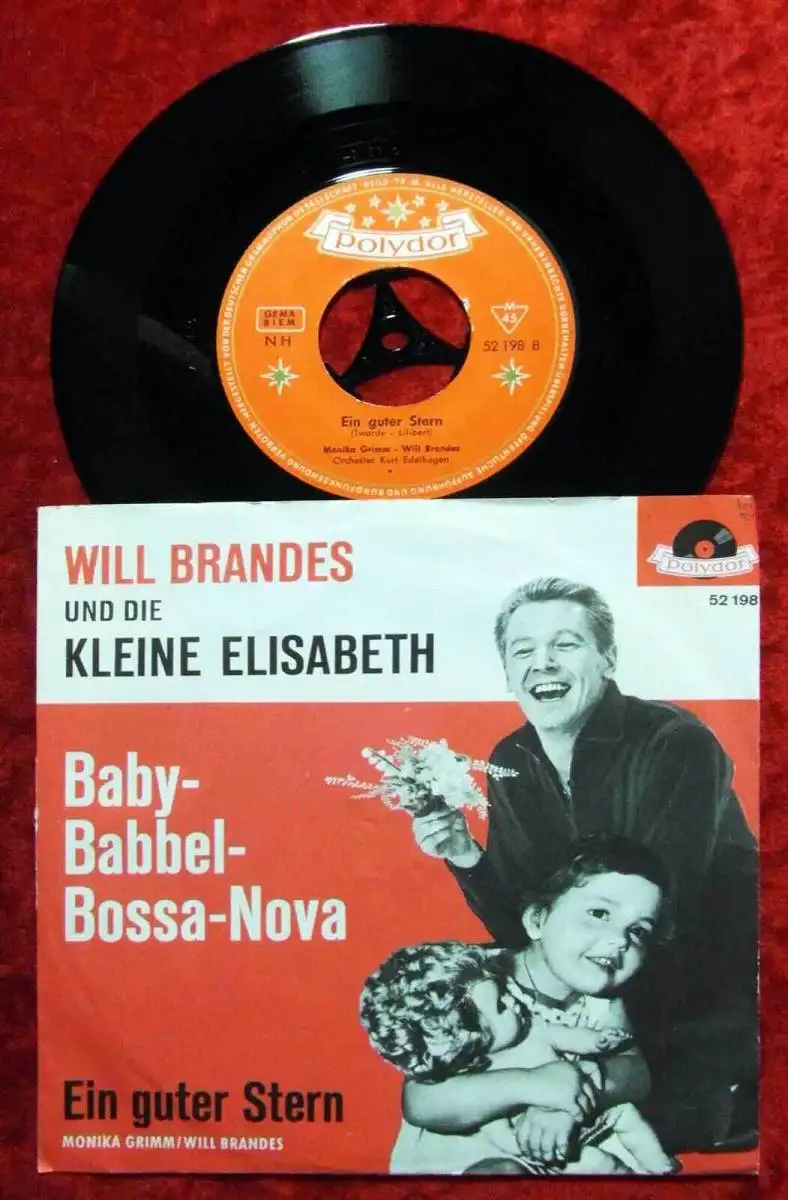 Polydor
GEMA
BIEM
NH
M
45
52 198 B
Ein guter Stern
(Twardy - Lilibert)
Monika Grimm - Will Brandes
Orchester Kurt Edelhagen
WILL BRANDES
UND DIE
KLEINE ELISABETH
Polydor
52 198
Baby-
Babbel-
Bossa-Nova
Ein guter Stern
MONIKA GRIMM/WILL BRANDES